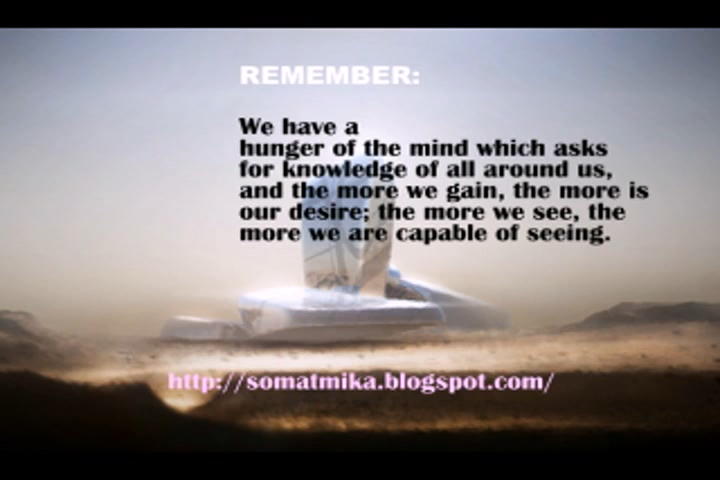 REMEMBER:
We have a
hunger of the mind which asks
for knowledge of all around us,
and the more we gain, the more is
our desire; the more we see, the
more we are capable of seeing.
http://somatmika.blogspot.com/